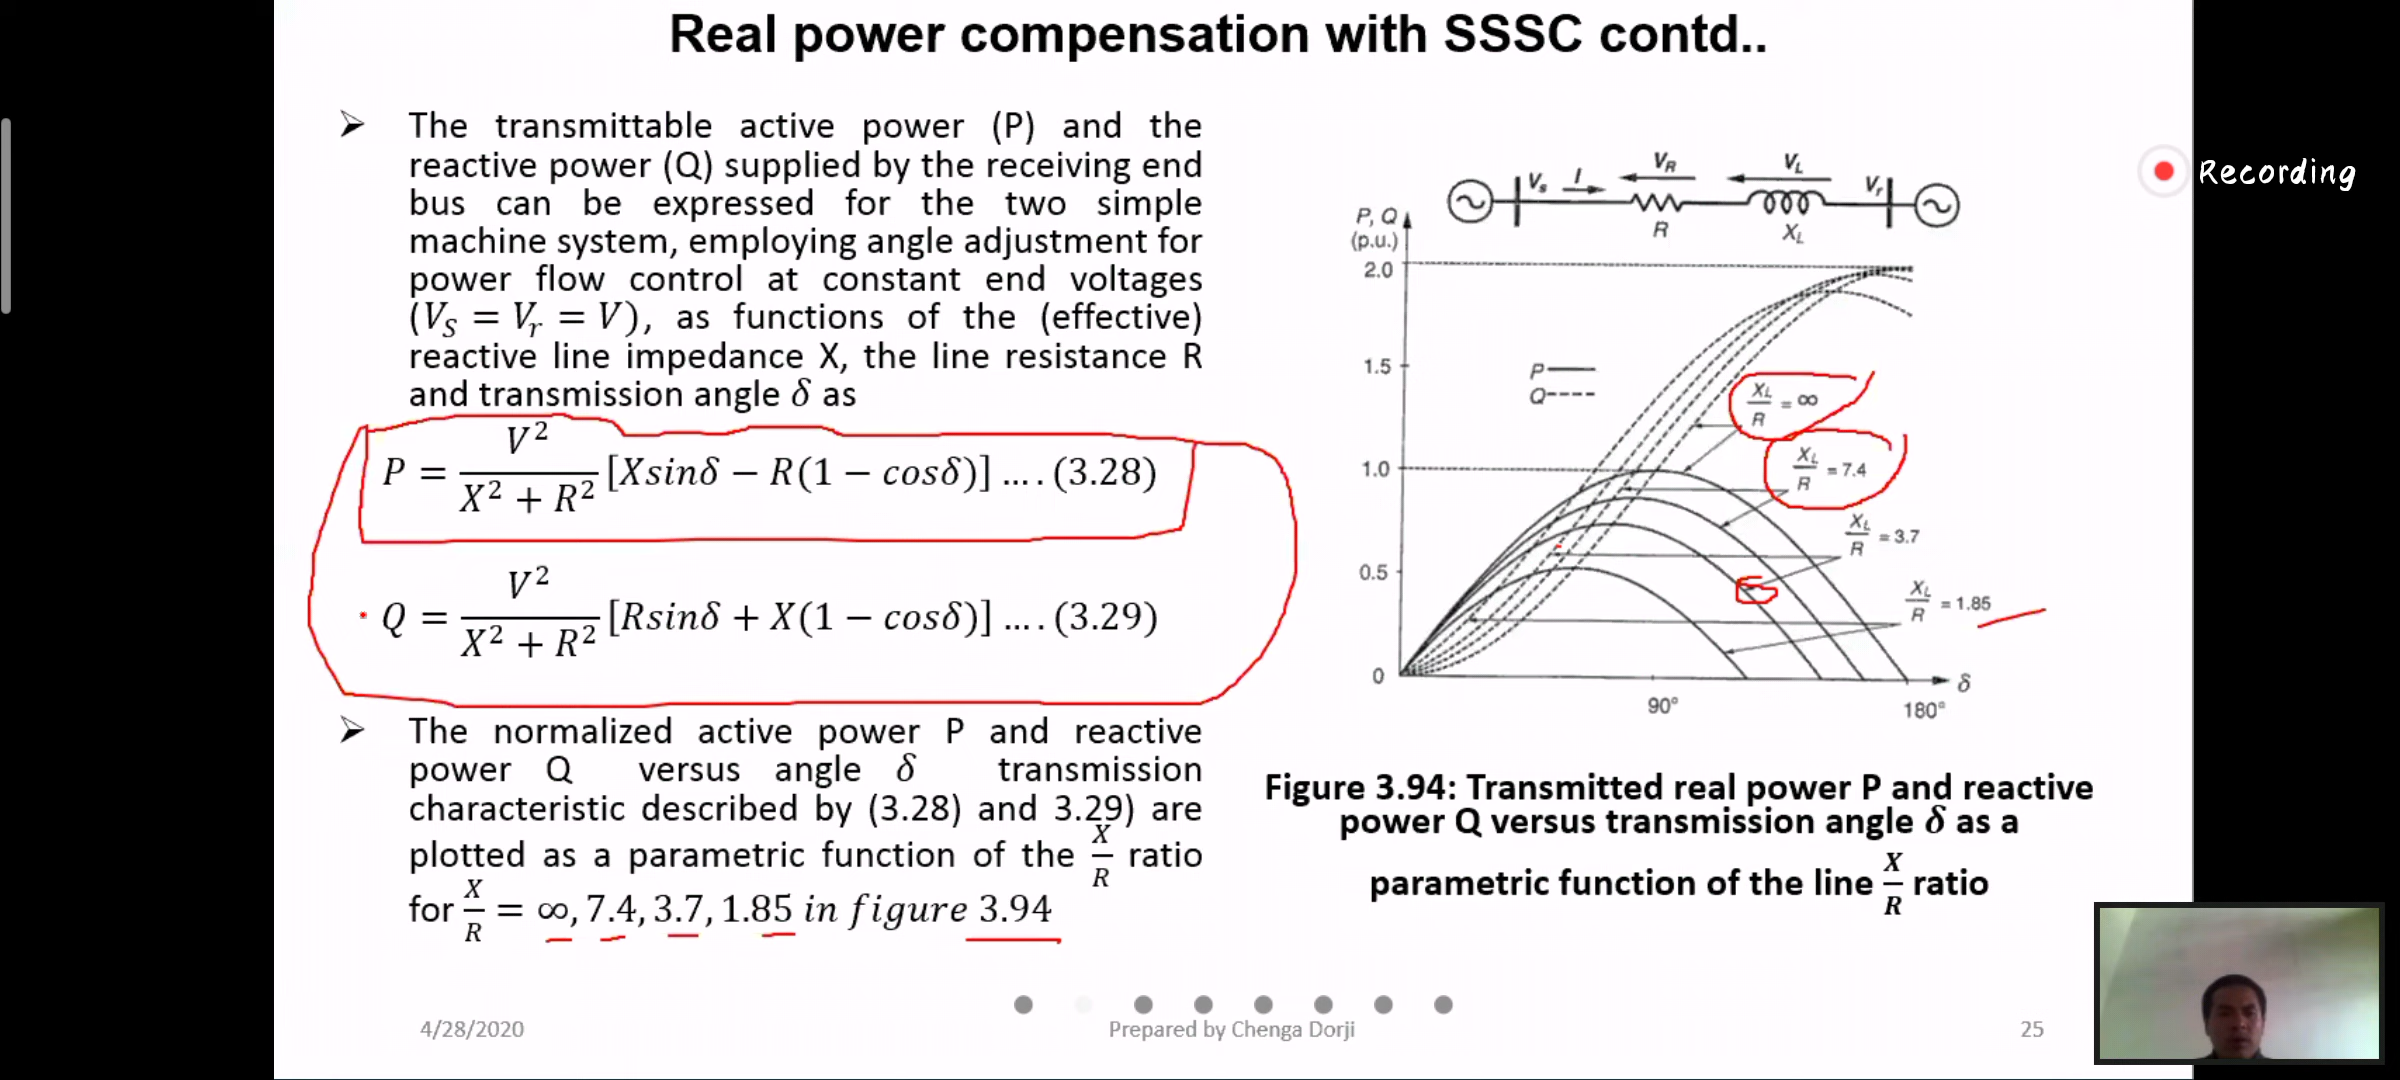 Real power compensation with SSSC contd..
➢ The transmittable active power (P) and the
reactive power (Q) supplied by the receiving end
bus can be expressed for the two simple
machine system, employing angle adjustment for
power flow control at constant end voltages
(V_S = V_r = V), as functions of the (effective)
reactive line impedance X, the line resistance R
and transmission angle δ as
P = V²/(X² + R²) [Xsinδ − R(1 − cosδ)] .... (3.28)
Q = V²/(X² + R²) [Rsinδ + X(1 − cosδ)] .... (3.29)
➢ The normalized active power P and reactive
power Q versus angle δ transmission
characteristic described by (3.28) and 3.29) are
plotted as a parametric function of the X/R ratio
for X/R = ∞, 7.4, 3.7, 1.85 in figure 3.94
V_s I V_R V_L V_r
R X_L
P, Q
(p.u.)
2.0
1.5
1.0
0.5
0
P
Q
X_L/R = ∞
X_L/R = 7.4
X_L/R = 3.7
X_L/R = 1.85
δ
90°
180°
Figure 3.94: Transmitted real power P and reactive
power Q versus transmission angle δ as a
parametric function of the line X/R ratio
Recording
4/28/2020
Prepared by Chenga Dorji
25